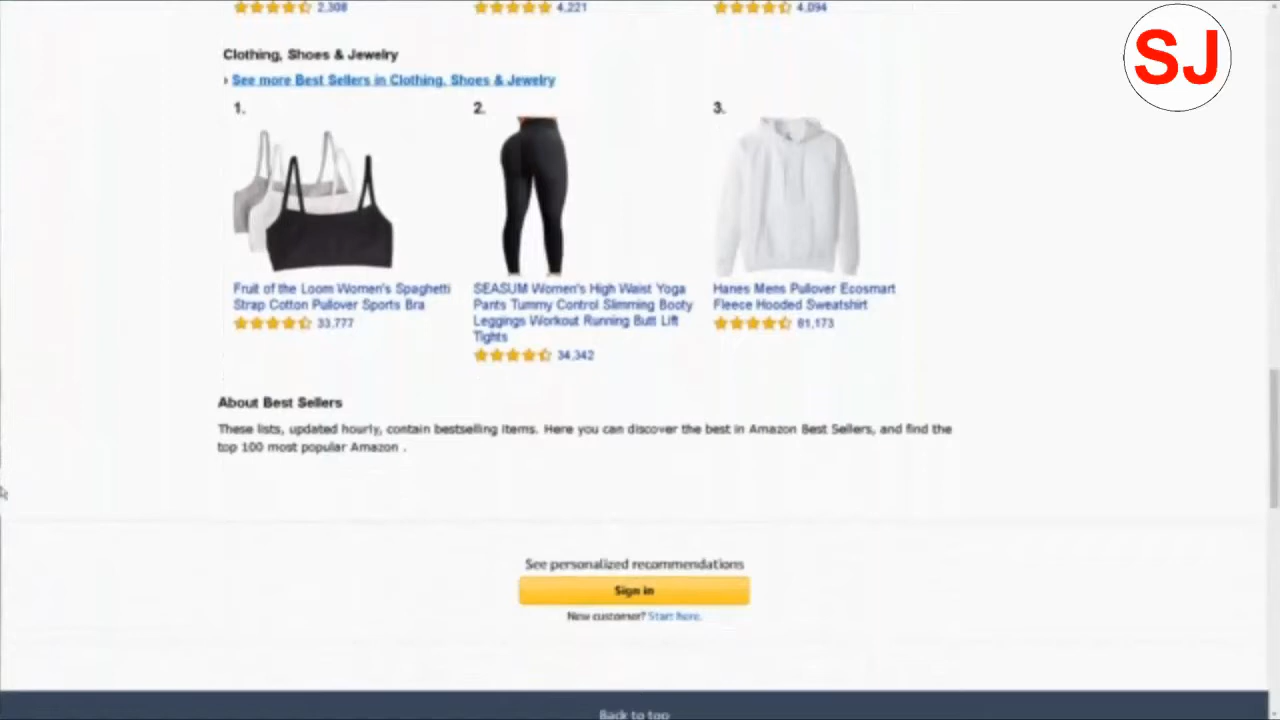 2,308 4,221 4,094
SJ
Clothing, Shoes & Jewelry
› See more Best Sellers in Clothing, Shoes & Jewelry
1. 2. 3.
Fruit of the Loom Women's Spaghetti
Strap Cotton Pullover Sports Bra
33,777
SEASUM Women's High Waist Yoga
Pants Tummy Control Slimming Booty
Leggings Workout Running Butt Lift
Tights
34,342
Hanes Mens Pullover Ecosmart
Fleece Hooded Sweatshirt
81,173
About Best Sellers
These lists, updated hourly, contain bestselling items. Here you can discover the best in Amazon Best Sellers, and find the
top 100 most popular Amazon .
See personalized recommendations
Sign in
New customer? Start here.
Back to top